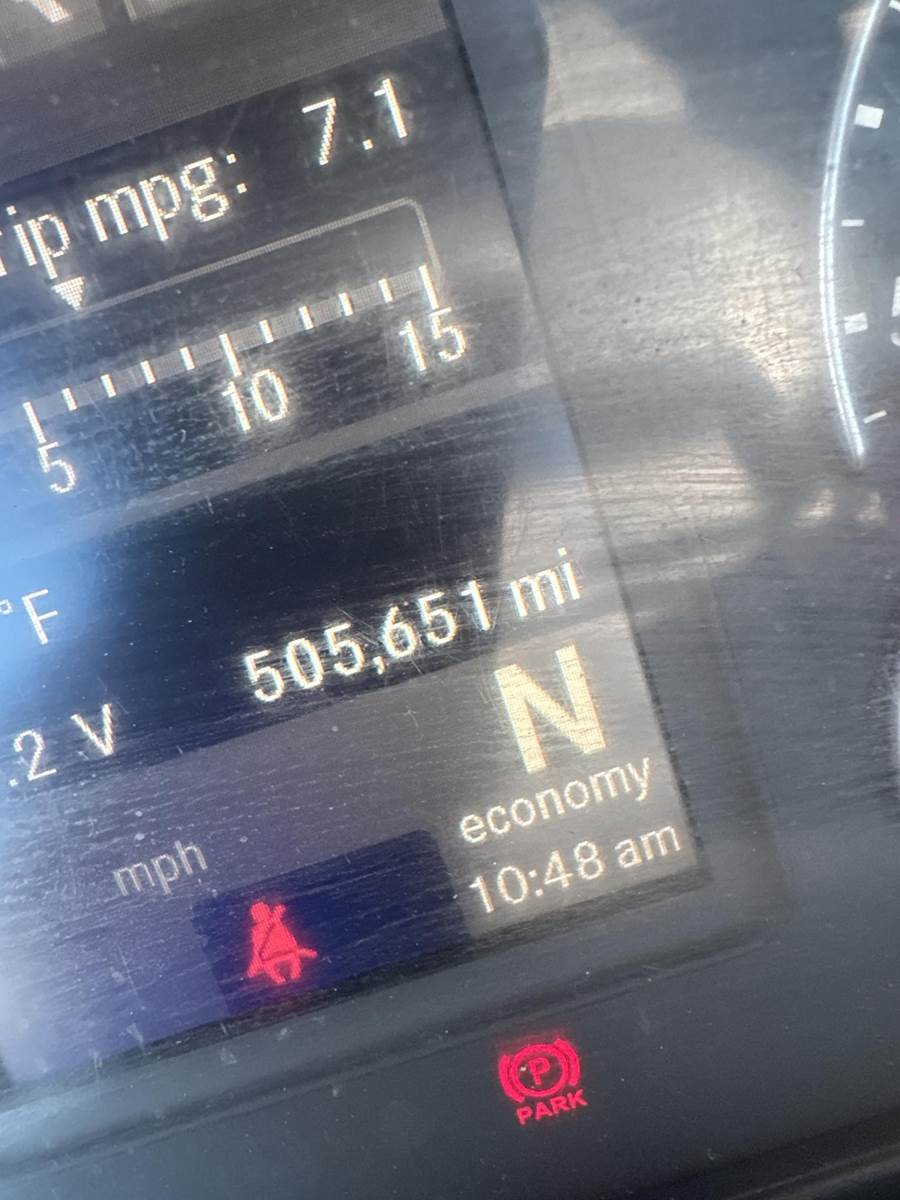 ip mpg: 7.1
5 10 15
°F
505,651 mi
.2 V
N
economy
mph
10:48 am
P
PARK